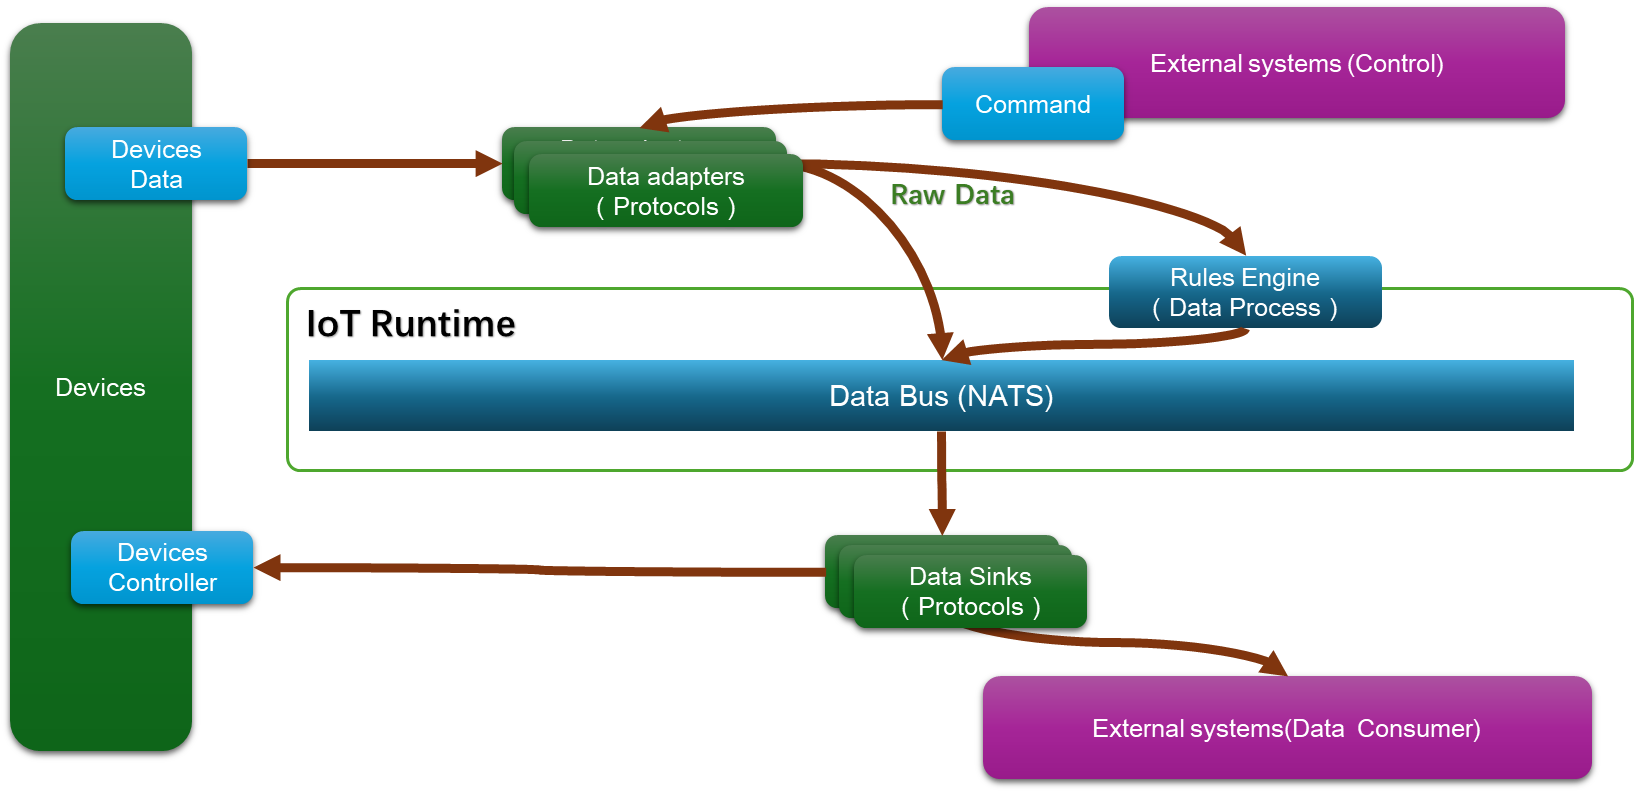 External systems (Control)
Command
Devices
Data
Data adapters
( Protocols )
Raw Data
Rules Engine
( Data Process )
IoT Runtime
Devices
Data Bus (NATS)
Devices
Controller
Data Sinks
( Protocols )
External systems(Data Consumer)